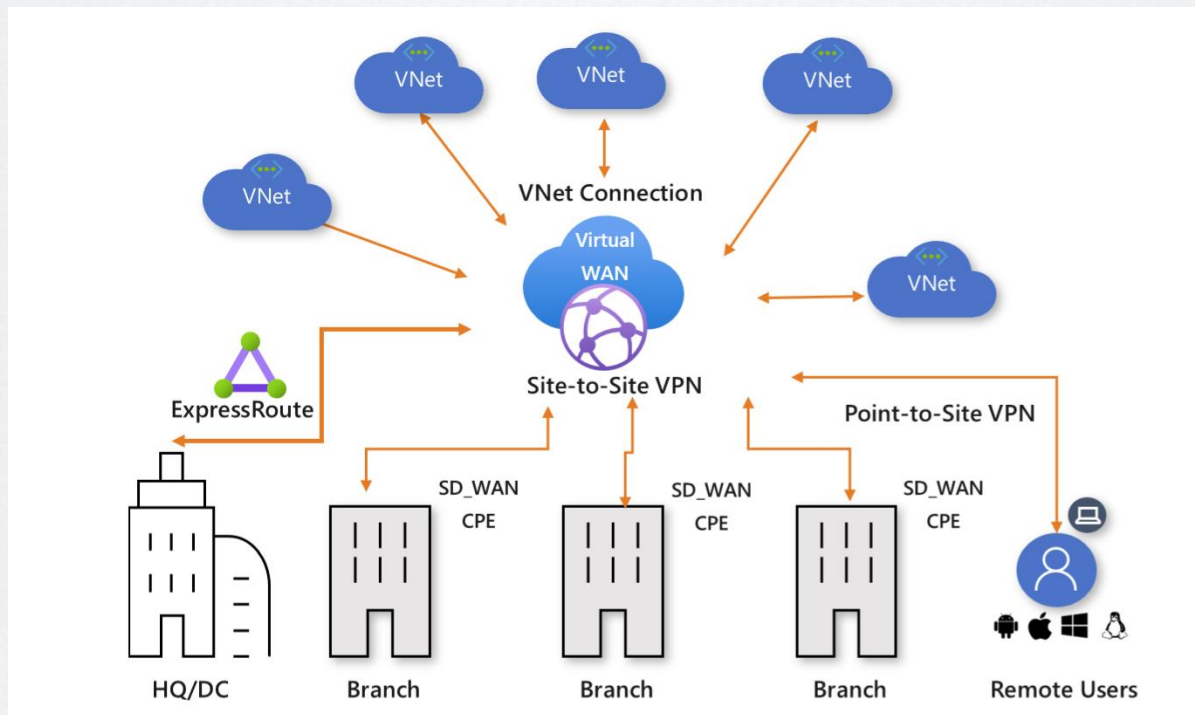 VNet
VNet
VNet
VNet
VNet Connection
Virtual
WAN
VNet
ExpressRoute
Site-to-Site VPN
Point-to-Site VPN
SD_WAN
CPE
SD_WAN
CPE
SD_WAN
CPE
HQ/DC
Branch
Branch
Branch
Remote Users